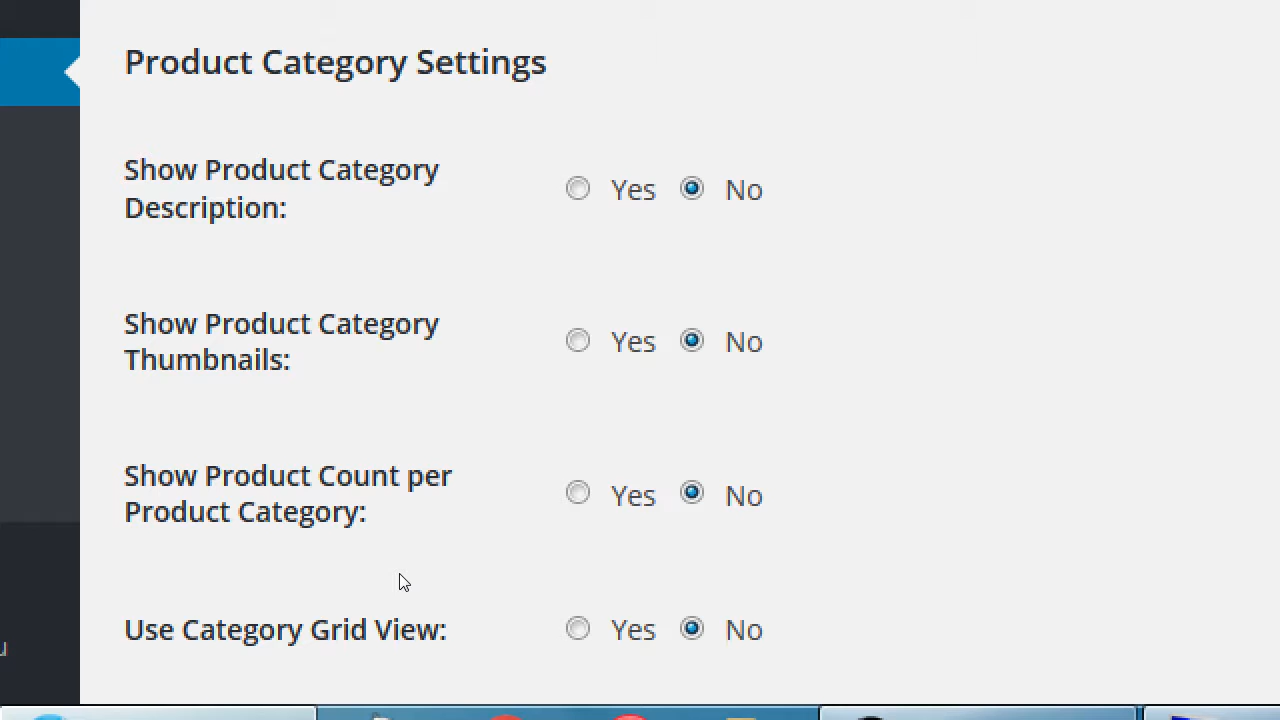 Product Category Settings
Show Product Category
Description:
Yes No
Show Product Category
Thumbnails:
Yes No
Show Product Count per
Product Category:
Yes No
Use Category Grid View:
Yes No